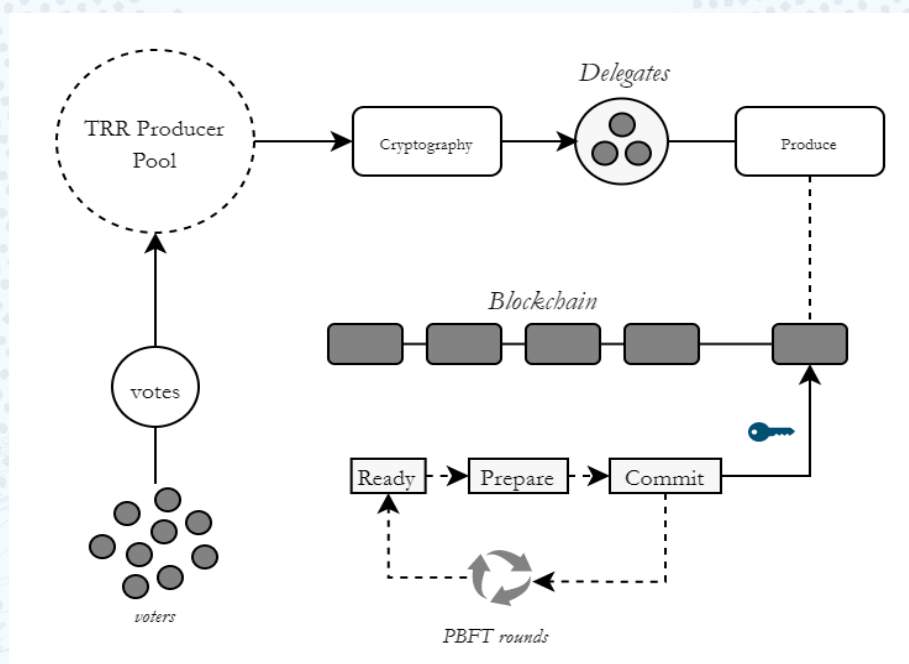 Delegates
TRR Producer
Pool
Cryptography
Produce
Blockchain
votes
Ready
Prepare
Commit
voters
PBFT rounds